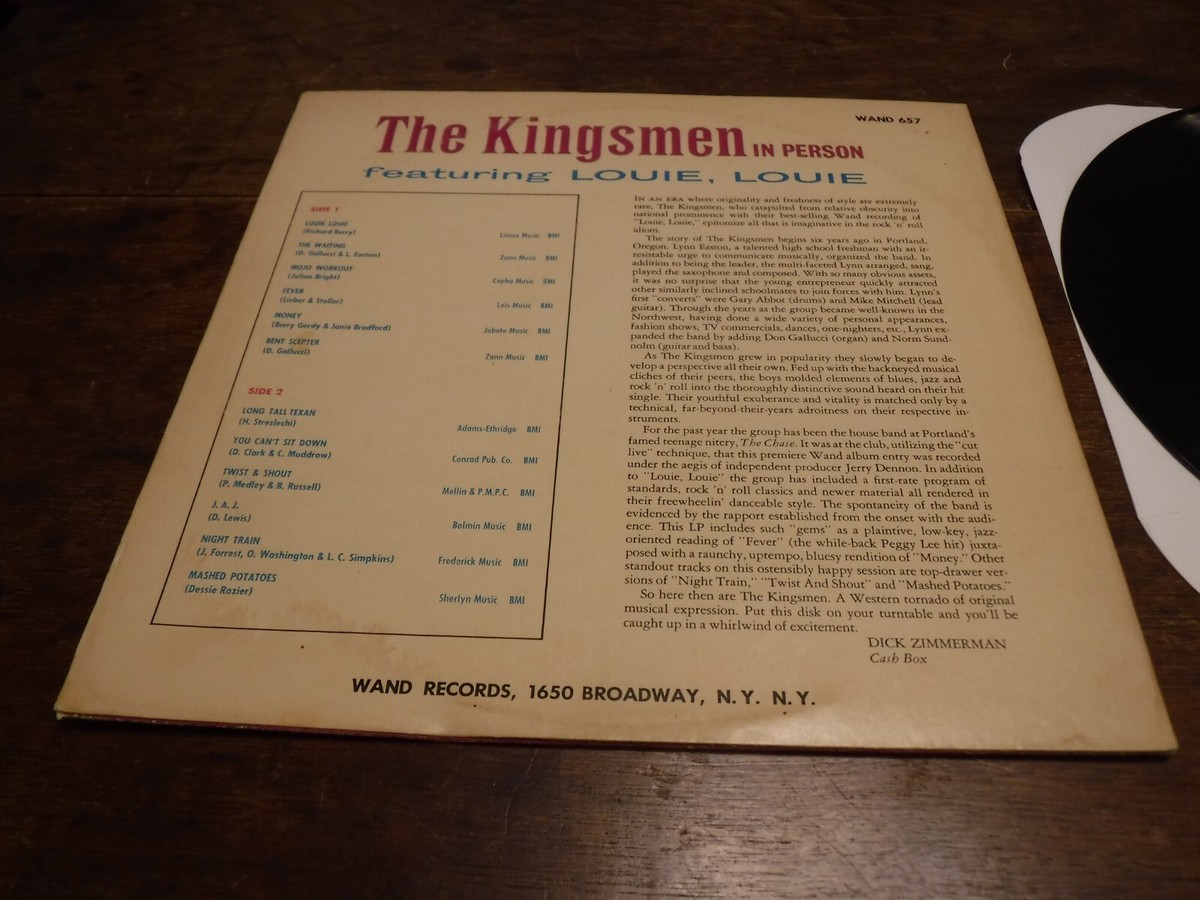 The Kingsmen IN PERSON
WAND 657
featuring LOUIE, LOUIE
SIDE 1
LOUIE LOUIE
(Richard Berry)
Limax Music BMI
THE WAITING
(D. Gallucci & L. Easton)
Zann Music BMI
MOJO WORKOUT
(Julian Bright)
Capha Music BMI
FEVER
(Lieber & Stoller)
Lois Music BMI
MONEY
(Berry Gordy & Janie Bradford)
Jobete Music BMI
BENT SCEPTER
(D. Gallucci)
Zann Music BMI
SIDE 2
LONG TALL TEXAN
(H. Strezlechi)
Adams-Ethridge BMI
YOU CAN'T SIT DOWN
(D. Clark & C. Muddrow)
Conrad Pub. Co. BMI
TWIST & SHOUT
(P. Medley & B. Russell)
Mellin & P.M.P.C. BMI
J. A. J.
(D. Lewis)
Bolmin Music BMI
NIGHT TRAIN
(J. Forrest, O. Washington & L. C. Simpkins)
Frederick Music BMI
MASHED POTATOES
(Dessie Rozier)
Sherlyn Music BMI
IN AN ERA where originality and freshness of style are extremely
rare, The Kingsmen, who catapulted from relative obscurity into
national prominence with their best-selling Wand recording of
"Louie, Louie," epitomize all that is imaginative in the rock 'n' roll
idiom.
The story of The Kingsmen begins six years ago in Portland,
Oregon. Lynn Easton, a talented high school freshman with an ir-
resistable urge to communicate musically, organized the band. In
addition to being the leader, the multi-faceted Lynn arranged, sang,
played the saxophone and composed. With so many obvious assets,
it was no surprise that the young entrepreneur quickly attracted
other similarly inclined schoolmates to join forces with him. Lynn's
first "converts" were Gary Abbot (drums) and Mike Mitchell (lead
guitar). Through the years as the group became well-known in the
Northwest, having done a wide variety of personal appearances,
fashion shows, TV commercials, dances, one-nighters, etc., Lynn ex-
panded the band by adding Don Gallucci (organ) and Norm Sund-
nolm (guitar and bass).
As The Kingsmen grew in popularity they slowly began to de-
velop a perspective all their own. Fed up with the hackneyed musical
cliches of their peers, the boys molded elements of blues, jazz and
rock 'n' roll into the thoroughly distinctive sound heard on their hit
single. Their youthful exuberance and vitality is matched only by a
technical, far-beyond-their-years adroitness on their respective in-
struments.
For the past year the group has been the house band at Portland's
famed teenage nitery, The Chase. It was at the club, utilizing the "cut
live" technique, that this premiere Wand album entry was recorded
under the aegis of independent producer Jerry Dennon. In addition
to "Louie, Louie" the group has included a first-rate program of
standards, rock 'n' roll classics and newer material all rendered in
their freewheelin' danceable style. The spontaneity of the band is
evidenced by the rapport established from the onset with the audi-
ence. This LP includes such "gems" as a plaintive, low-key, jazz-
oriented reading of "Fever" (the while-back Peggy Lee hit) juxta-
posed with a raunchy, uptempo, bluesy rendition of "Money." Other
standout tracks on this ostensibly happy session are top-drawer ver-
sions of "Night Train," "Twist And Shout" and "Mashed Potatoes."
So here then are The Kingsmen. A Western tornado of original
musical expression. Put this disk on your turntable and you'll be
caught up in a whirlwind of excitement.
DICK ZIMMERMAN
Cash Box
WAND RECORDS, 1650 BROADWAY, N.Y. N.Y.